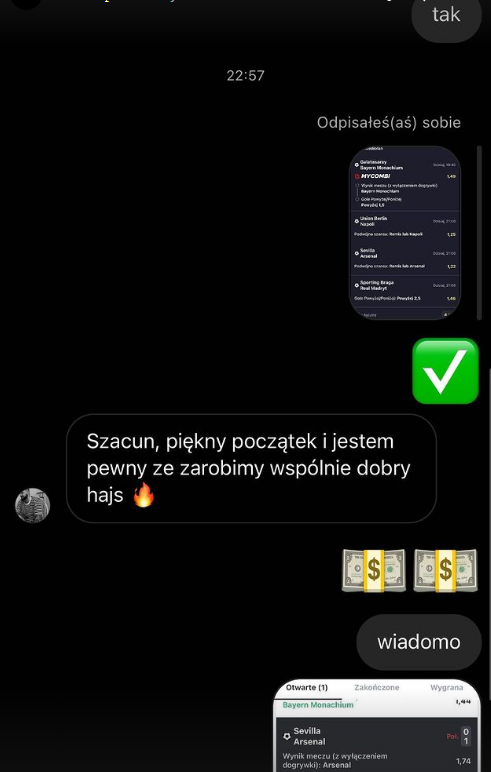 tak
22:57
Odpisałeś(aś) sobie
Galatasaray
Bayern Monachium
MYCOMBI 1,49
Wynik meczu (z wyłączeniem dogrywki)
Bayern Monachium
Gole Powyżej/Poniżej
Powyżej 1,5
Union Berlin
Napoli
Podwójna szansa: Remis lub Napoli 1,25
Sevilla
Arsenal
Podwójna szansa: Remis lub Arsenal 1,22
Sporting Braga
Real Madryt
Gole Powyżej/Poniżej: Powyżej 2,5 1,46
Szacun, piękny początek i jestem
pewny ze zarobimy wspólnie dobry
hajs 🔥
wiadomo
Otwarte (1) Zakończone Wygrana
Bayern Monachium 1,44
Sevilla 0
Arsenal 1
Poł.
Wynik meczu (z wyłączeniem
dogrywki): Arsenal 1,74